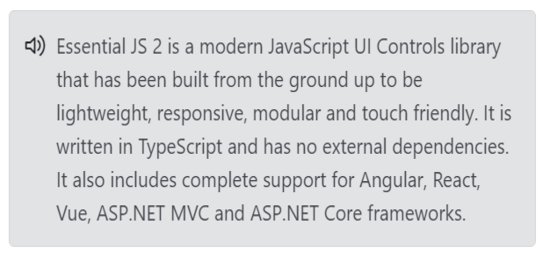 Essential JS 2 is a modern JavaScript UI Controls library
that has been built from the ground up to be
lightweight, responsive, modular and touch friendly. It is
written in TypeScript and has no external dependencies.
It also includes complete support for Angular, React,
Vue, ASP.NET MVC and ASP.NET Core frameworks.